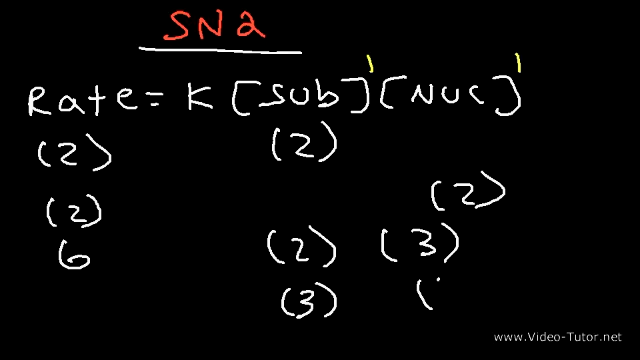 SN2
Rate = K [Sub]¹ [NUC]¹
(2) (2)
(2)
(2)
6 (2) (3)
(3) (
www.Video-Tutor.net